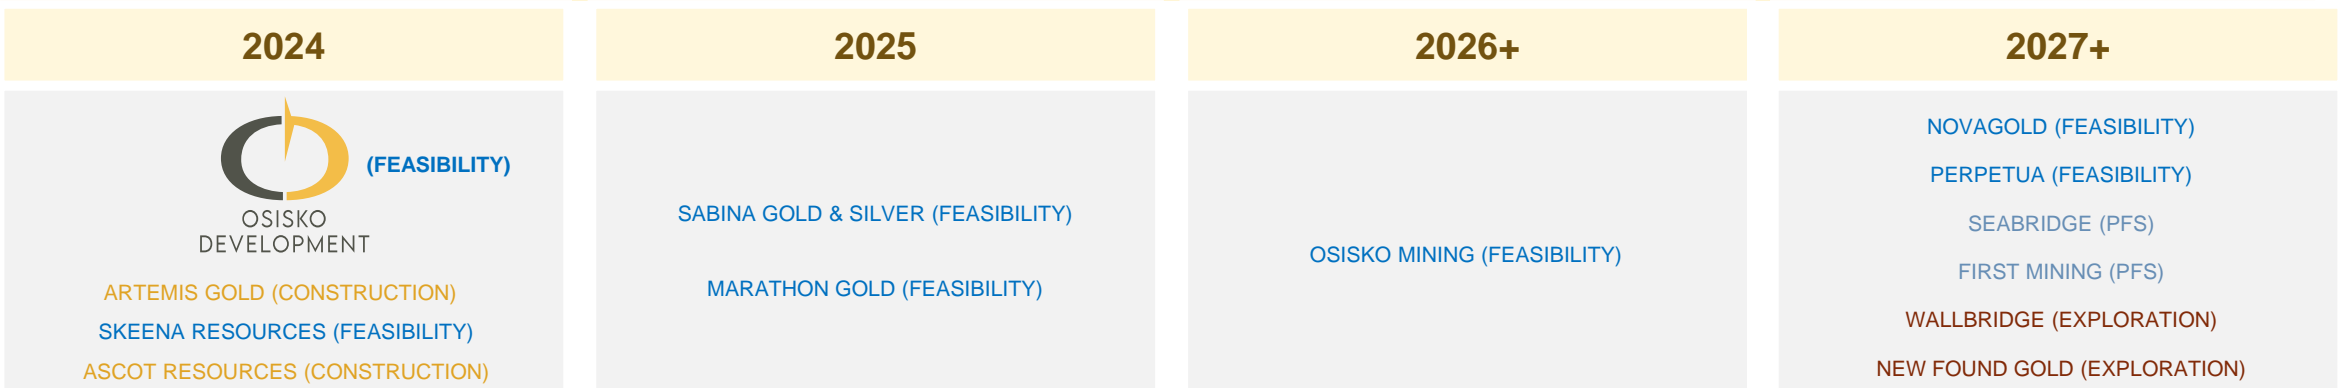 2024
(FEASIBILITY)
OSISKO
DEVELOPMENT
ARTEMIS GOLD (CONSTRUCTION)
SKEENA RESOURCES (FEASIBILITY)
ASCOT RESOURCES (CONSTRUCTION)
2025
SABINA GOLD & SILVER (FEASIBILITY)
MARATHON GOLD (FEASIBILITY)
2026+
OSISKO MINING (FEASIBILITY)
2027+
NOVAGOLD (FEASIBILITY)
PERPETUA (FEASIBILITY)
SEABRIDGE (PFS)
FIRST MINING (PFS)
WALLBRIDGE (EXPLORATION)
NEW FOUND GOLD (EXPLORATION)